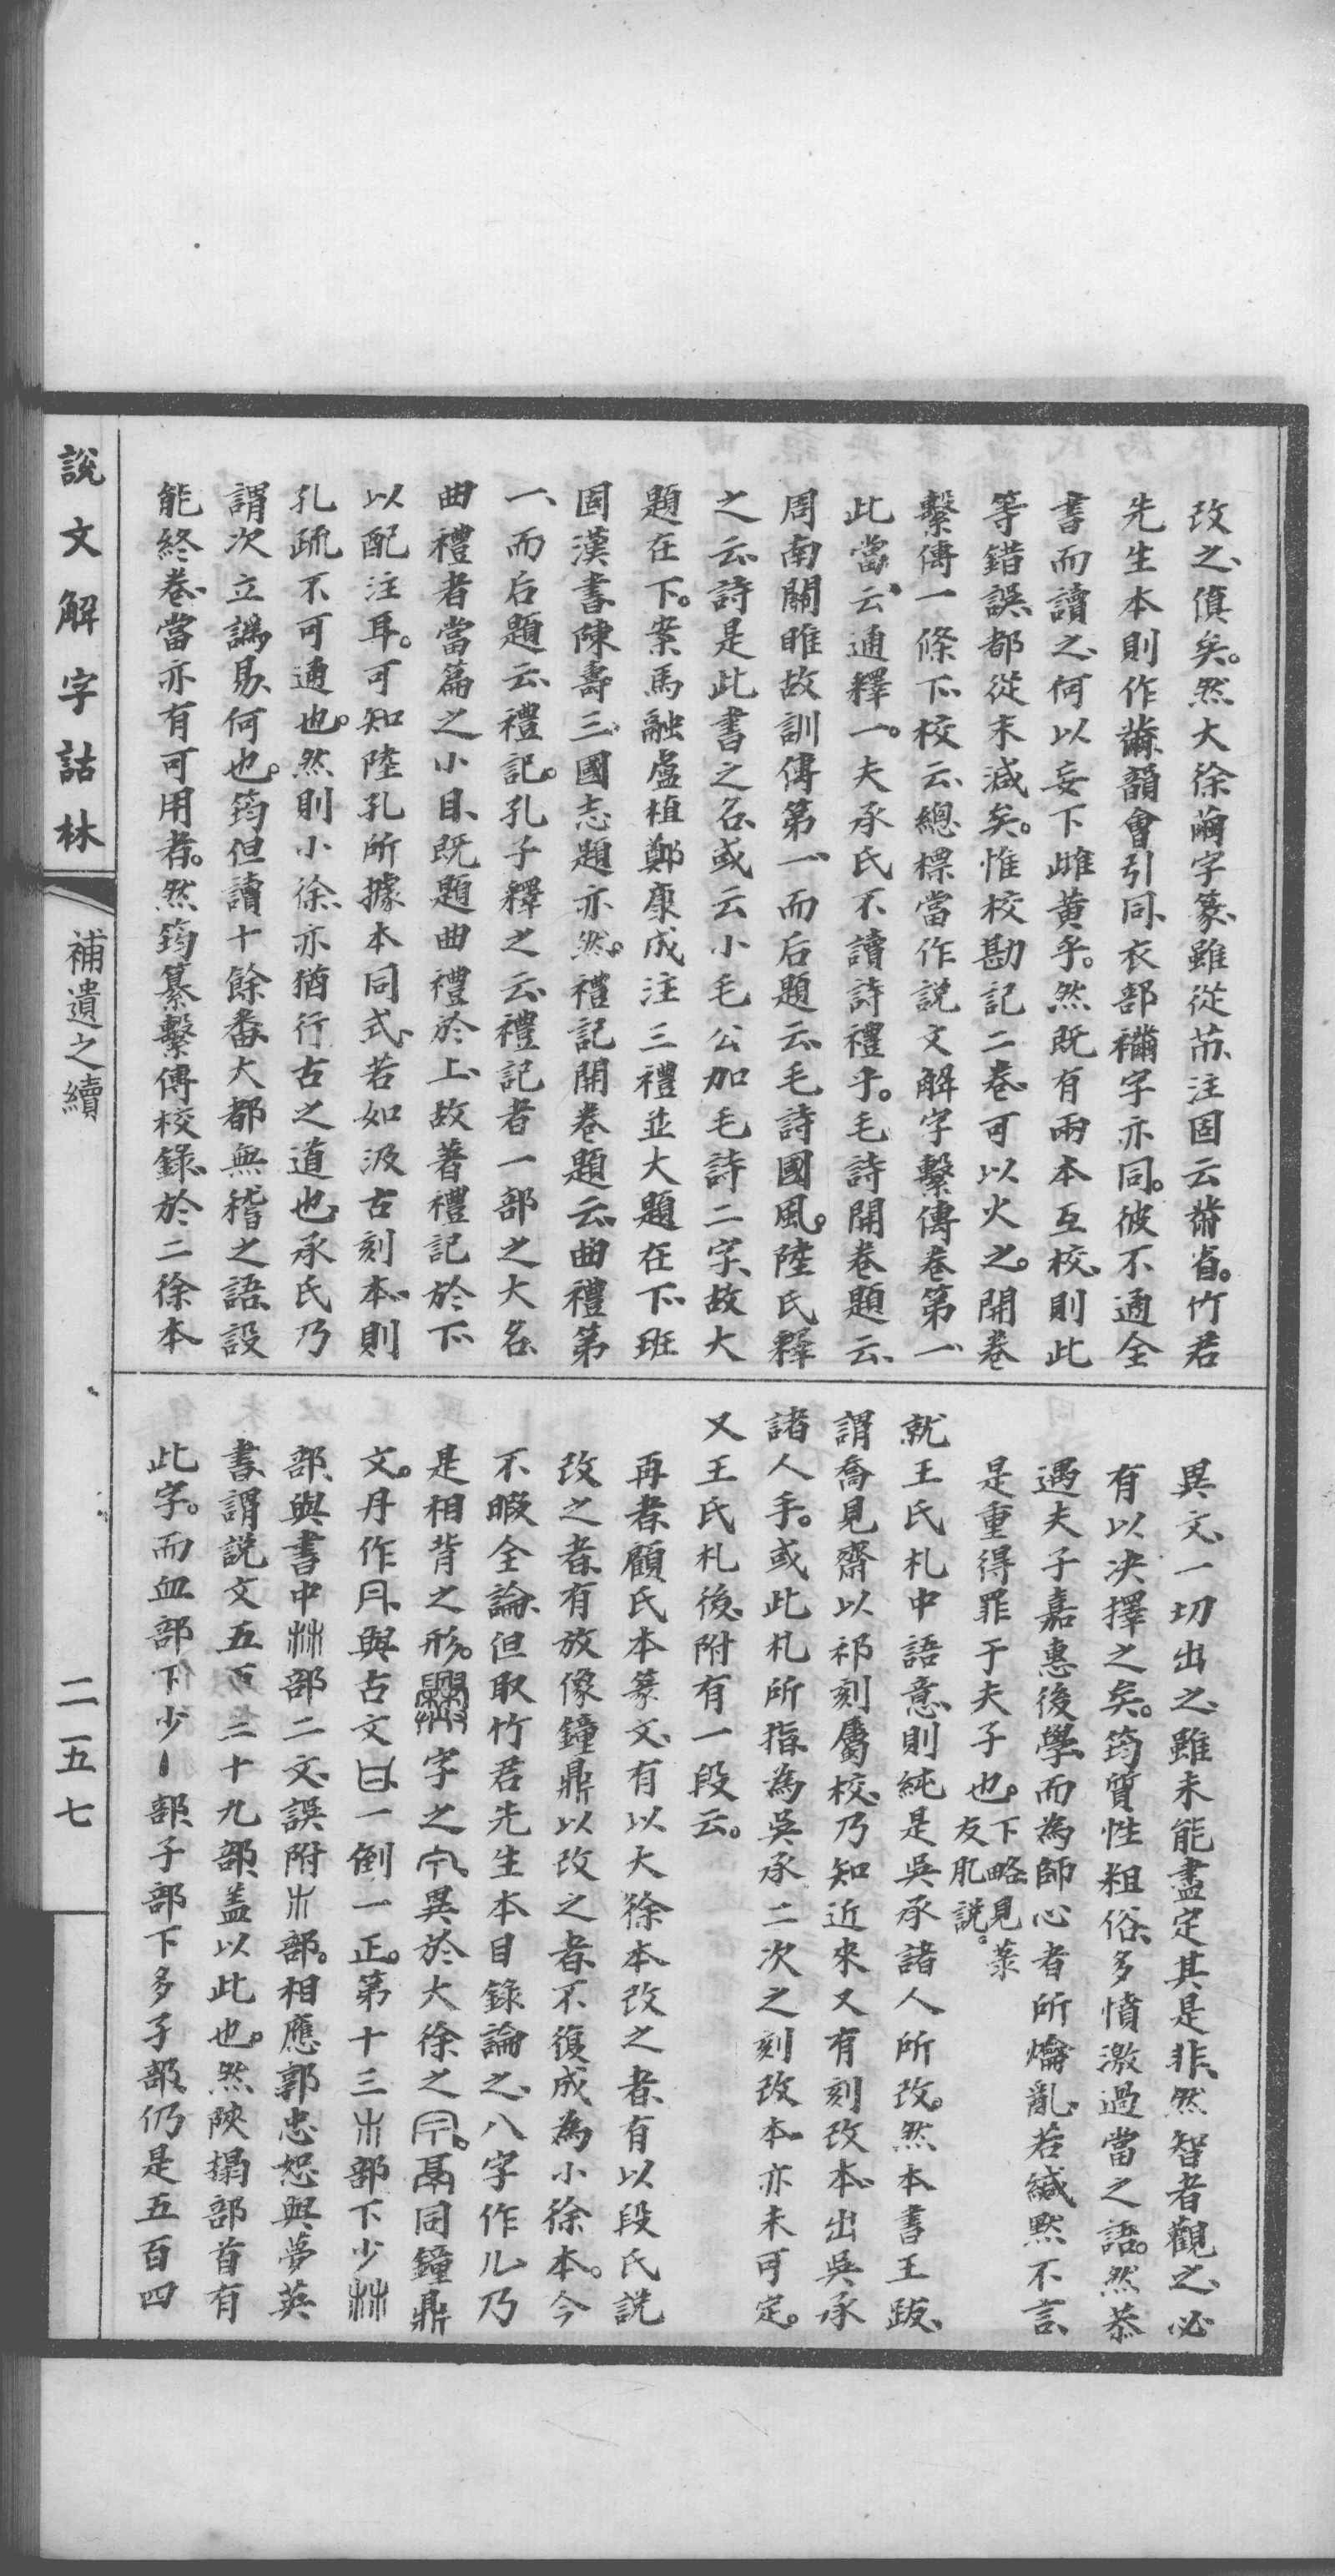 改之、傎矣。然大徐繭字篆、雖從芇、注固云黹省。竹君
先生本則作黹、韻會引同、衣部襺字亦同。彼不通全
書而讀之、何以妄下雌黄乎。然既有兩本互校、則此
等錯誤、都從末減矣。惟校勘記二卷、可以火之。開卷
繫傳一條下、校云、總標當作說文解字繫傳卷第一、
此當云、通釋一。夫承氏不讀詩禮乎。毛詩開卷題云、
周南關雎故訓傳第一、而后題云、毛詩國風。陸氏釋
之云、詩是此書之名、或云小毛公加毛詩二字、故大
題在下。案馬融盧植鄭康成注三禮、並大題在下、班
固漢書、陳壽三國志題亦然。禮記開卷題云、曲禮第
一、而后題云、禮記。孔子釋之云、禮記者一部之大名、
曲禮者當篇之小目、既題曲禮於上、故著禮記於下
以配注耳。可知陸孔所據本同式、若如汲古刻本、則
孔疏不可通也。然則小徐、亦猶行古之道也、承氏乃
謂次立譌易、何也。筠但讀十餘番、大都無稽之語、設
能終卷、當亦有可用者。然筠纂繫傳校錄、於二徐本
異文、一切出之、雖未能盡定其是非、然智者觀之、必
有以決擇之矣。筠質性粗俗、多憤激過當之語。然恭
遇夫子嘉惠後學、而為師心者所爚亂、若緘默不言、
是重得罪于夫子也。下略見菉友肊說。
就王氏札中語意、則純是吳承諸人所改。然本書王跋、
謂喬見齋以祁刻屬校、乃知近來又有刻改本、出吳承
諸人手。或此札所指、為吳承二次之刻改本、亦未可定。
又王氏札後、附有一段云。
再者、顧氏本篆文、有以大徐本改之者、有以段氏說
改之者、有放像鐘鼎以改之者、不復成為小徐本。今
不暇全論、但取竹君先生本目錄論之、八字作儿、乃
是相背之形。字之異於大徐之。鬲同鐘鼎
文。丹作、與古文一倒一正。第十三部下少
部、與書中部二文、誤附部。相應郭忠恕與夢英
書、謂說文五百二十九部、蓋以此也。然陝搨部首有
此字。而血部下少丨部、子部下多孑部、仍是五百四
說文解字詁林
補遺之續
二一五七